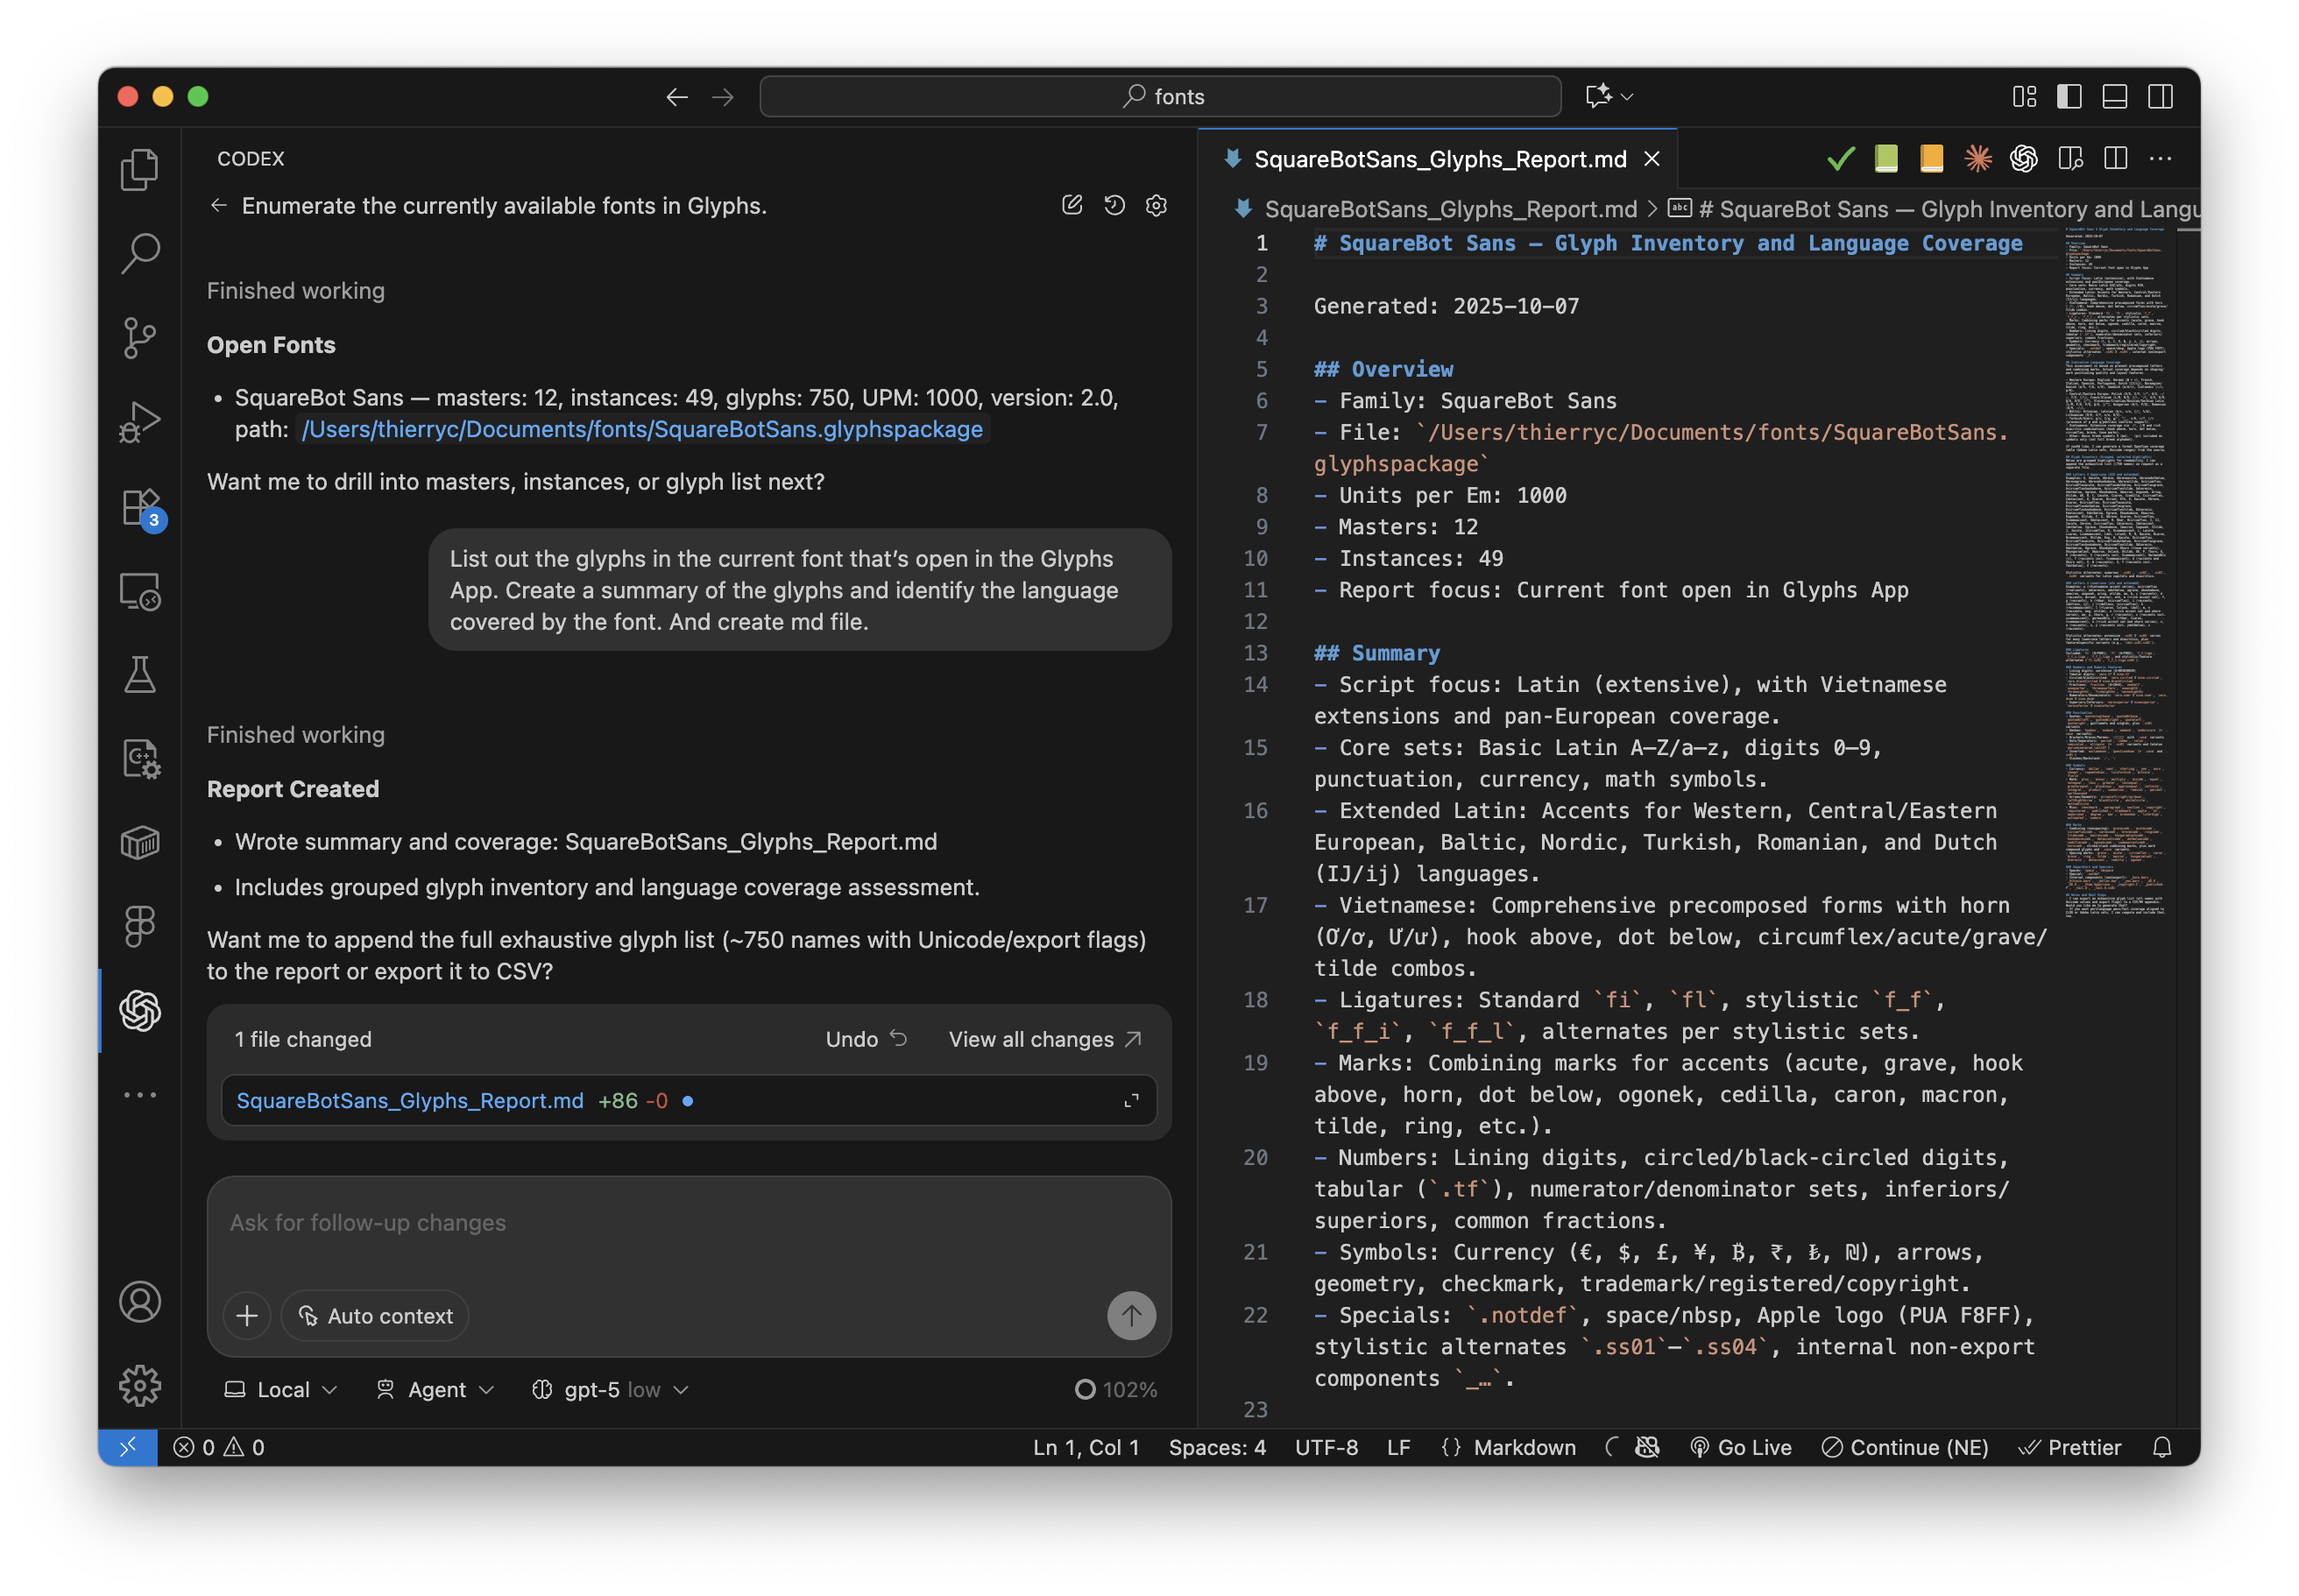 fonts
CODEX
Enumerate the currently available fonts in Glyphs.
Finished working
Open Fonts
• SquareBot Sans — masters: 12, instances: 49, glyphs: 750, UPM: 1000, version: 2.0,
path: /Users/thierryc/Documents/fonts/SquareBotSans.glyphspackage
Want me to drill into masters, instances, or glyph list next?
List out the glyphs in the current font that’s open in the Glyphs
App. Create a summary of the glyphs and identify the language
covered by the font. And create md file.
Finished working
Report Created
• Wrote summary and coverage: SquareBotSans_Glyphs_Report.md
• Includes grouped glyph inventory and language coverage assessment.
Want me to append the full exhaustive glyph list (~750 names with Unicode/export flags)
to the report or export it to CSV?
1 file changed
Undo
View all changes
SquareBotSans_Glyphs_Report.md +86 -0
Ask for follow-up changes
Auto context
Local
Agent
gpt-5 low
102%
3
SquareBotSans_Glyphs_Report.md
SquareBotSans_Glyphs_Report.md > abc # SquareBot Sans — Glyph Inventory and Langu
1 # SquareBot Sans — Glyph Inventory and Language Coverage
2
3 Generated: 2025-10-07
4
5 ## Overview
6 - Family: SquareBot Sans
7 - File: `/Users/thierryc/Documents/fonts/SquareBotSans.
glyphspackage`
8 - Units per Em: 1000
9 - Masters: 12
10 - Instances: 49
11 - Report focus: Current font open in Glyphs App
12
13 ## Summary
14 - Script focus: Latin (extensive), with Vietnamese
extensions and pan-European coverage.
15 - Core sets: Basic Latin A–Z/a–z, digits 0–9,
punctuation, currency, math symbols.
16 - Extended Latin: Accents for Western, Central/Eastern
European, Baltic, Nordic, Turkish, Romanian, and Dutch
(IJ/ij) languages.
17 - Vietnamese: Comprehensive precomposed forms with horn
(Ơ/ơ, Ư/ư), hook above, dot below, circumflex/acute/grave/
tilde combos.
18 - Ligatures: Standard `fi`, `fl`, stylistic `f_f`,
`f_f_i`, `f_f_l`, alternates per stylistic sets.
19 - Marks: Combining marks for accents (acute, grave, hook
above, horn, dot below, ogonek, cedilla, caron, macron,
tilde, ring, etc.).
20 - Numbers: Lining digits, circled/black-circled digits,
tabular (`.tf`), numerator/denominator sets, inferiors/
superiors, common fractions.
21 - Symbols: Currency (€, $, £, ¥, ₿, ₹, ₺, ₪), arrows,
geometry, checkmark, trademark/registered/copyright.
22 - Specials: `.notdef`, space/nbsp, Apple logo (PUA F8FF),
stylistic alternates `.ss01`–`.ss04`, internal non-export
components `_…`.
23
0 0
Ln 1, Col 1
Spaces: 4
UTF-8
LF
{} Markdown
Go Live
Continue (NE)
Prettier